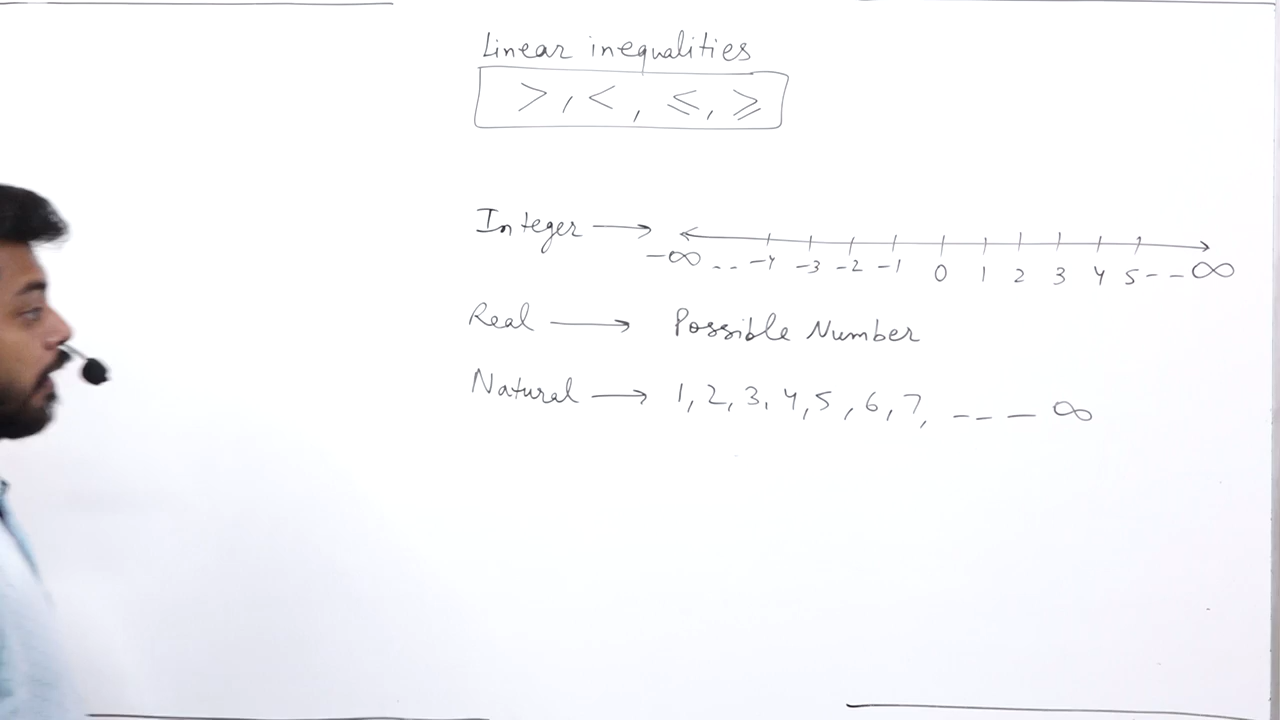 Linear inequalities
>, <, ≤, ≥
Integer →
-∞ -- -4 -3 -2 -1 0 1 2 3 4 5 -- ∞
Real → Possible Number
Natural → 1, 2, 3, 4, 5, 6, 7, --- ∞